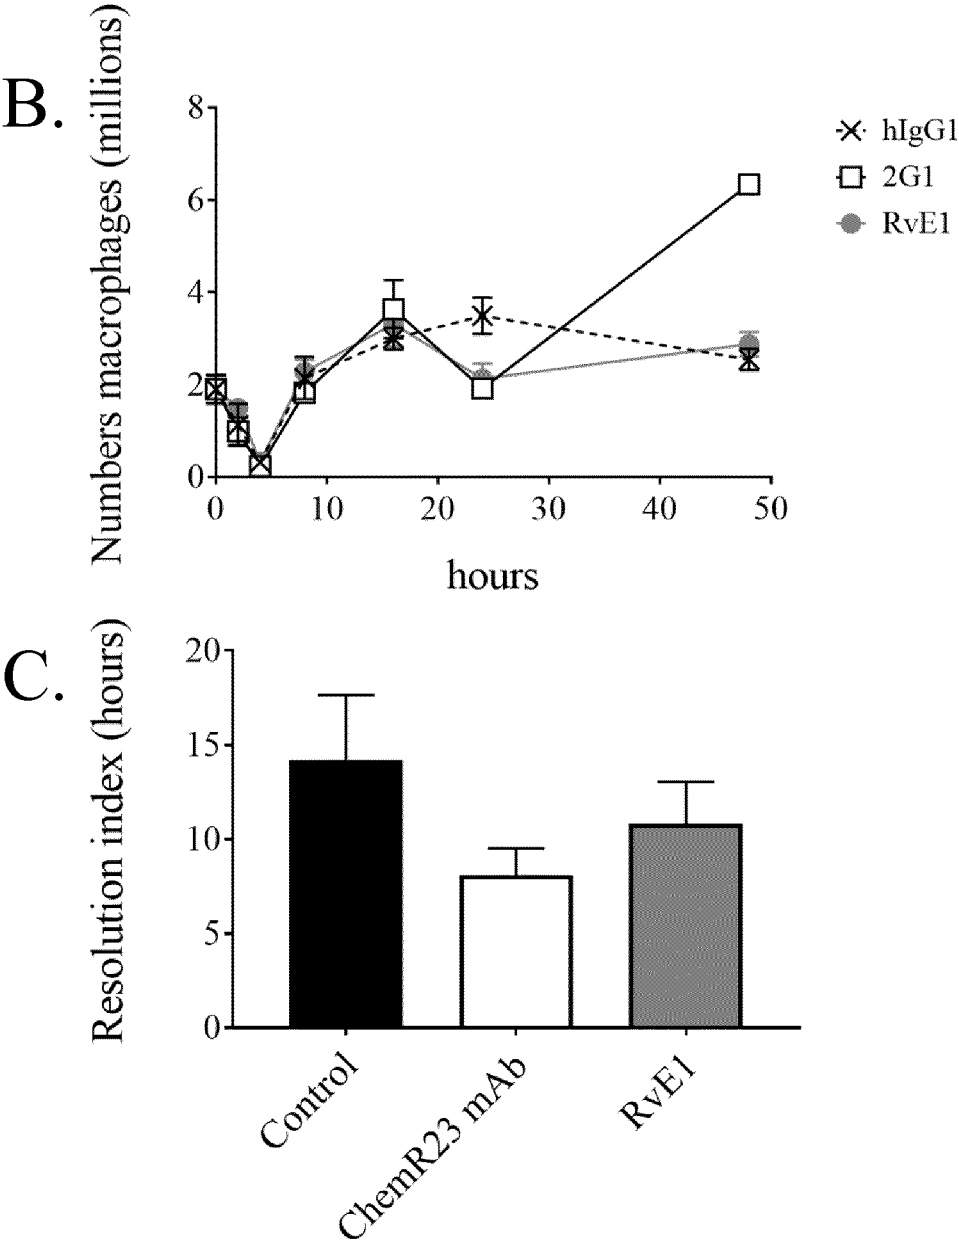 B.
Numbers macrophages (millions)
8
6
4
2
0
0 10 20 30 40 50
hours
hIgG1
2G1
RvE1
C.
Resolution index (hours)
20
15
10
5
0
Control
ChemR23 mAb
RvE1